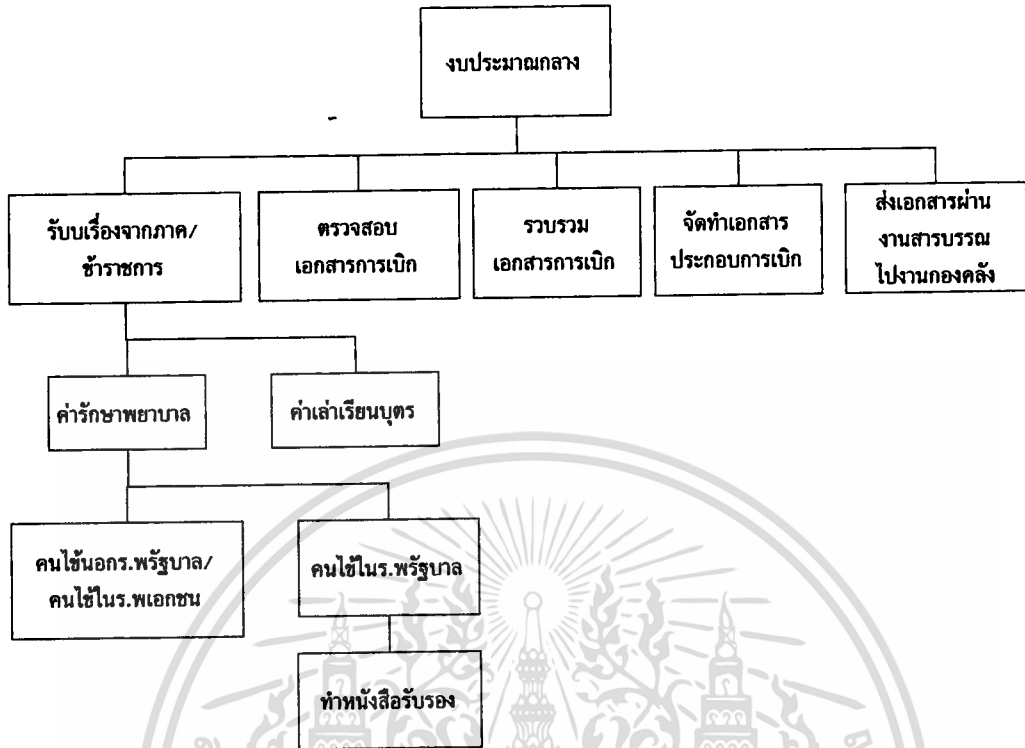 งบประมาณกลาง
รับบเรื่องจากภาค/
ข้าราชการ
ตรวจสอบ
เอกสารการเบิก
รวบรวม
เอกสารการเบิก
จัดทำเอกสาร
ประกอบการเบิก
ส่งเอกสารผ่าน
งานสารบรรณ
ไปงานกองคลัง
ค่ารักษาพยาบาล
ค่าเล่าเรียนบุตร
คนไข้นอกร.พรัฐบาล/
คนไข้ในร.พเอกชน
คนไข้ในร.พรัฐบาล
ทำหนังสือรับรอง